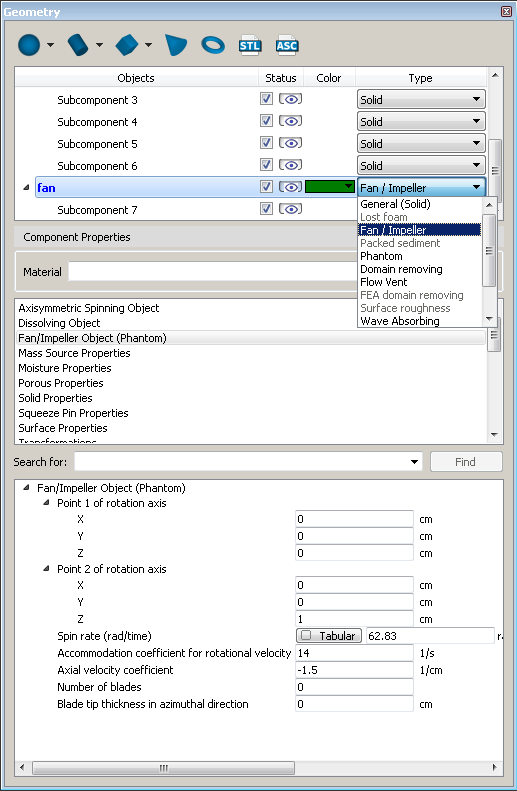 Geometry
STL ASC
Objects Status Color Type
Subcomponent 3 Solid
Subcomponent 4 Solid
Subcomponent 5 Solid
Subcomponent 6 Solid
fan Fan / Impeller
Subcomponent 7
General (Solid)
Lost foam
Fan / Impeller
Packed sediment
Phantom
Domain removing
Flow Vent
FEA domain removing
Surface roughness
Wave Absorbing
Component Properties
Material
Axisymmetric Spinning Object
Dissolving Object
Fan/Impeller Object (Phantom)
Mass Source Properties
Moisture Properties
Porous Properties
Solid Properties
Squeeze Pin Properties
Surface Properties
Transformations
Search for: Find
Fan/Impeller Object (Phantom)
Point 1 of rotation axis
X 0 cm
Y 0 cm
Z 0 cm
Point 2 of rotation axis
X 0 cm
Y 0 cm
Z 1 cm
Spin rate (rad/time) Tabular 62.83
Accommodation coefficient for rotational velocity 14 1/s
Axial velocity coefficient -1.5 1/cm
Number of blades 0
Blade tip thickness in azimuthal direction 0 cm